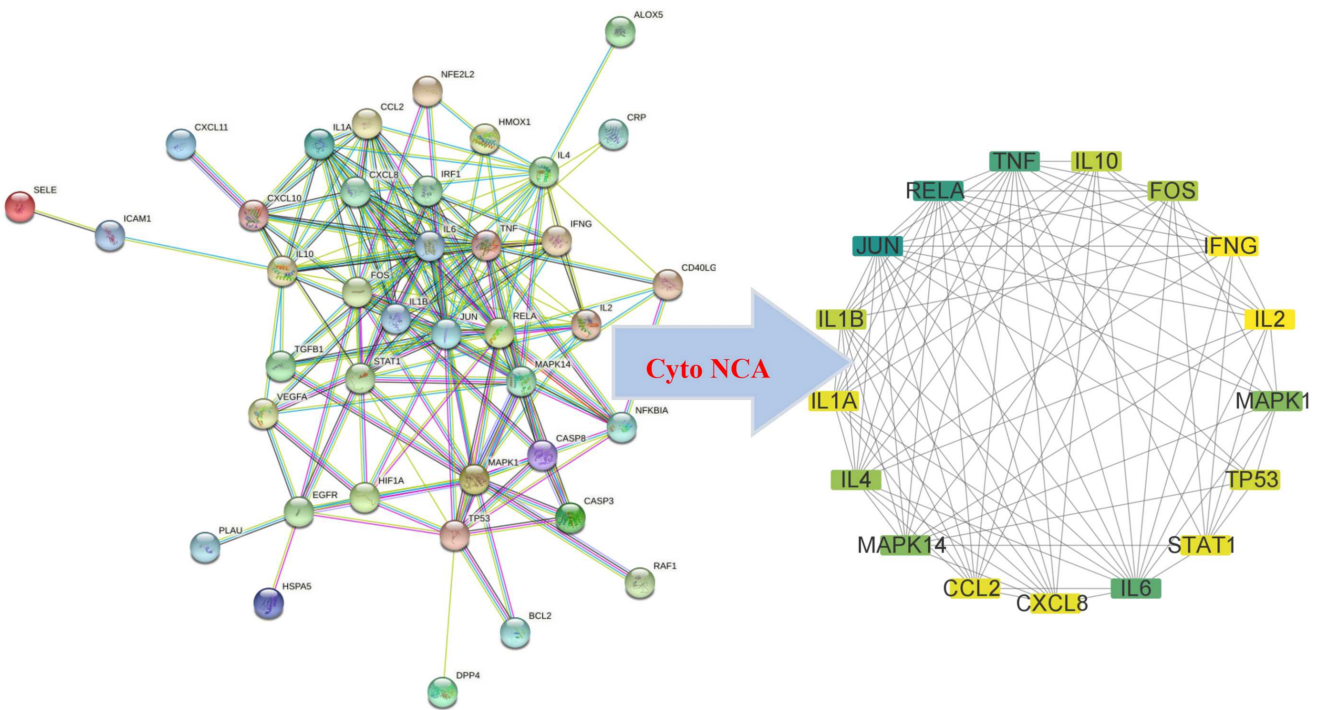 ALOX5
NFE2L2
CCL2
HMOX1
CRP
CXCL11
IL1A
IL4
CXCL8
IRF1
SELE
CXCL10
ICAM1
IL6
TNF
IFNG
IL10
CD40LG
FOS
IL1B
JUN
RELA
IL2
TGFB1
STAT1
MAPK14
VEGFA
NFKBIA
CASP8
MAPK1
HIF1A
EGFR
CASP3
TP53
PLAU
RAF1
HSPA5
BCL2
DPP4
Cyto NCA
TNF
IL10
RELA
FOS
JUN
IFNG
IL1B
IL2
IL1A
MAPK1
IL4
TP53
MAPK14
STAT1
CCL2
CXCL8
IL6